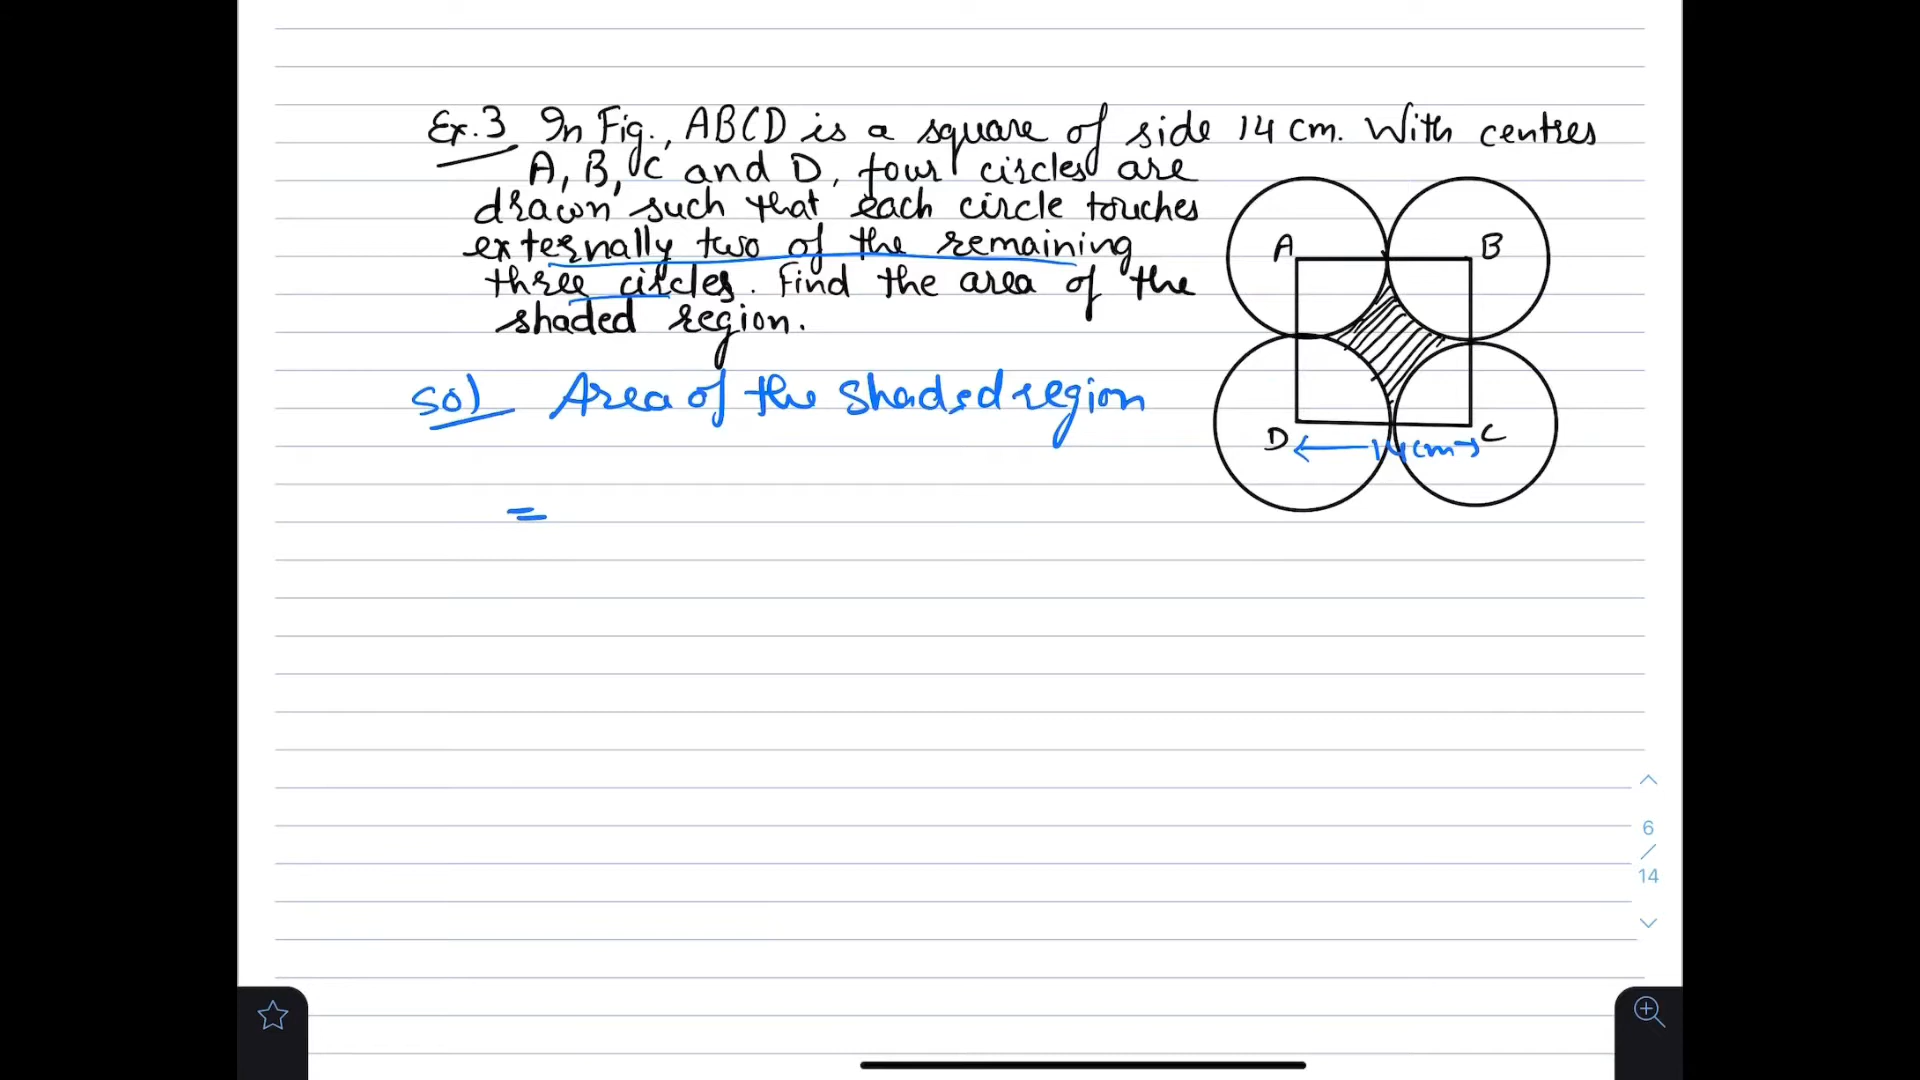 Ex.3 In Fig., ABCD is a square of side 14 cm. With centres
A, B, C and D, four circles are
drawn such that each circle touches
externally two of the remaining
three circles. Find the area of the
shaded region.
Sol Area of the shaded region
=
A
B
D
14 cm
C
6
/
14